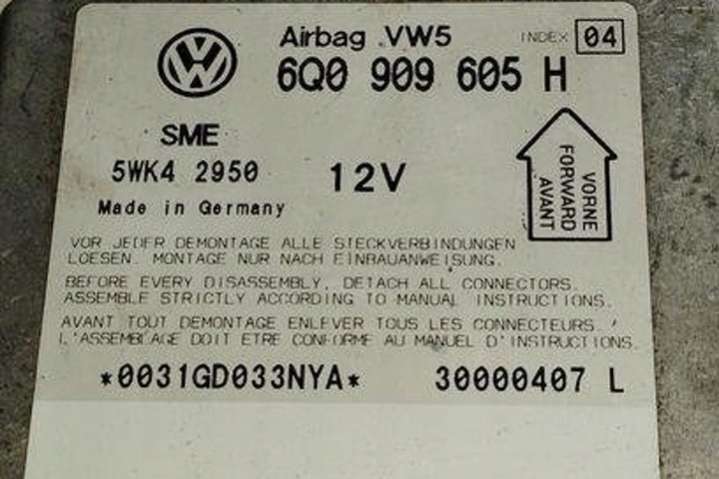 Airbag VW5 INDEX 04
6Q0 909 605 H
SME
5WK4 2950 12V
Made in Germany
VORNE
FORWARD
AVANT
VOR JEDER DEMONTAGE ALLE STECKVERBINDUNGEN
LOESEN. MONTAGE NUR NACH EINBAUANWEISUNG.
BEFORE EVERY DISASSEMBLY, DETACH ALL CONNECTORS.
ASSEMBLE STRICTLY ACCORDING TO MANUAL INSTRUCTIONS.
AVANT TOUT DEMONTAGE ENLEVER TOUS LES CONNECTEURS.
L'ASSEMBLAGE DOIT ETRE CONFORME AU MANUEL D'INSTRUCTIONS.
*0031GD033NYA* 30000407 L